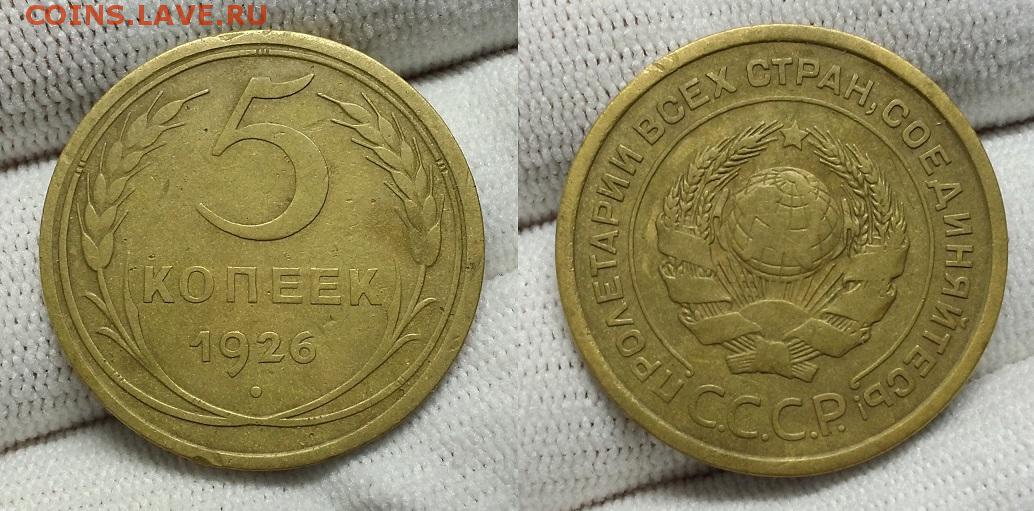 COINS.LAVE.RU
5
КОПЕЕК
1926
ПРОЛЕТАРИИ ВСЕХ СТРАН, СОЕДИНЯЙТЕСЬ!
С.С.С.Р.